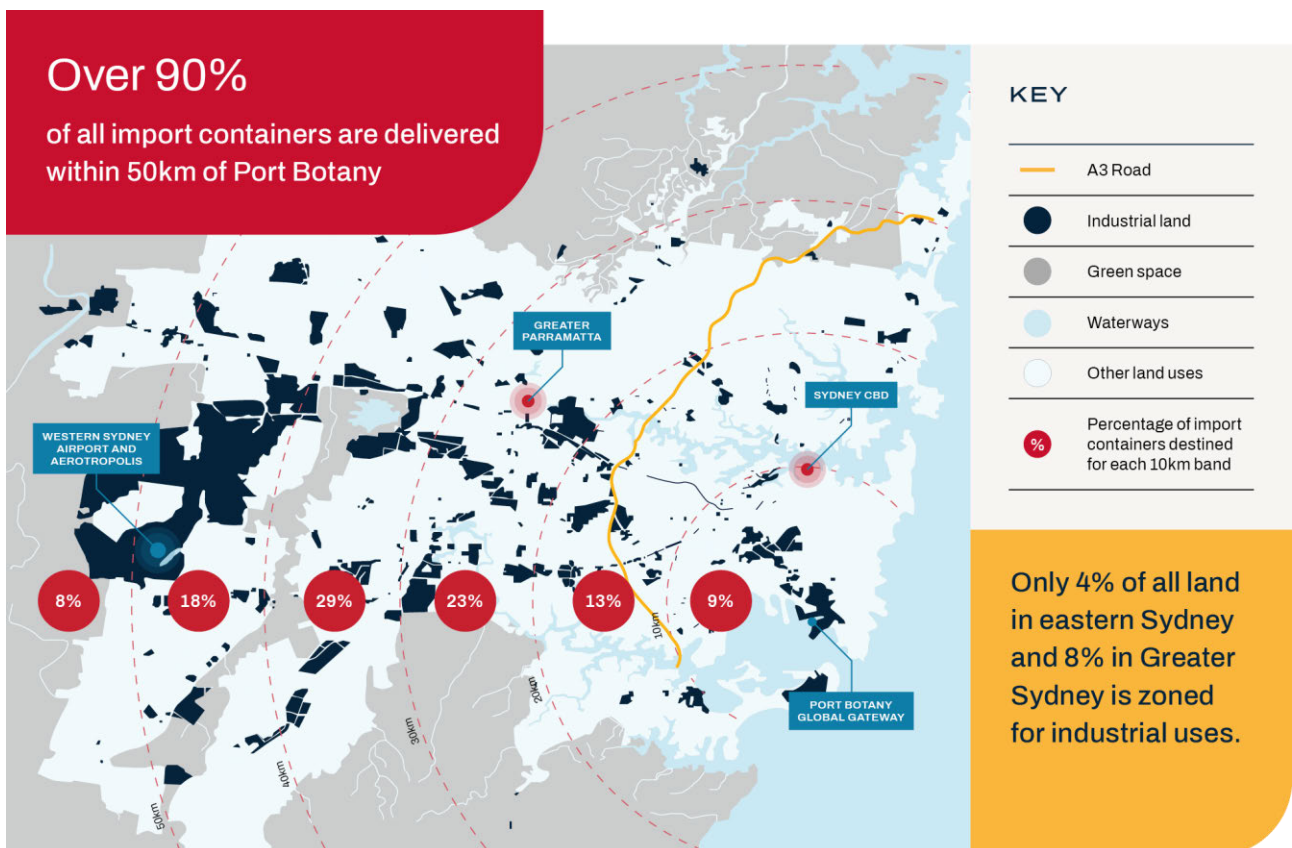 Over 90%
of all import containers are delivered
within 50km of Port Botany
KEY
A3 Road
Industrial land
Green space
Waterways
Other land uses
%
Percentage of import
containers destined
for each 10km band
GREATER
PARRAMATTA
SYDNEY CBD
WESTERN SYDNEY
AIRPORT AND
AEROTROPOLIS
8%
18%
29%
23%
13%
9%
10km
20km
30km
40km
50km
PORT BOTANY
GLOBAL GATEWAY
Only 4% of all land
in eastern Sydney
and 8% in Greater
Sydney is zoned
for industrial uses.